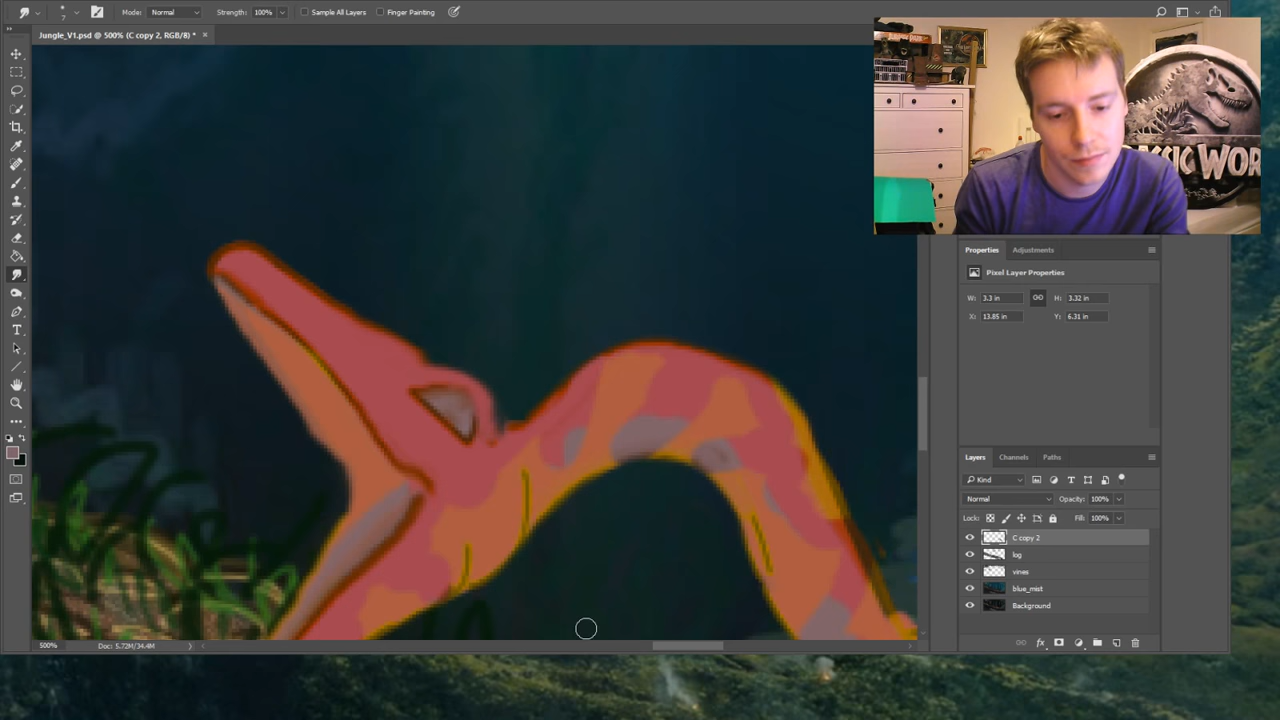 7
Mode: Normal
Strength: 100%
Sample All Layers
Finger Painting
Jungle_V1.psd @ 500% (C copy 2, RGB/8) *
Properties
Adjustments
Pixel Layer Properties
W: 3.3 in
H: 3.32 in
X: 13.85 in
Y: 6.31 in
Layers
Channels
Paths
Kind
Normal
Opacity: 100%
Lock:
Fill: 100%
C copy 2
log
vines
blue_mist
Background
500%
Doc: 5.72M/34.4M